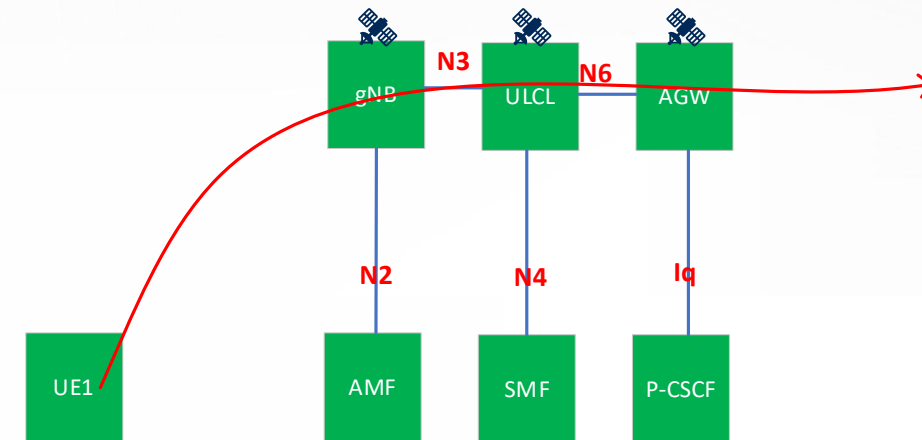 N3
N6
gNB
ULCL
AGW
N2
N4
Iq
UE1
AMF
SMF
P-CSCF